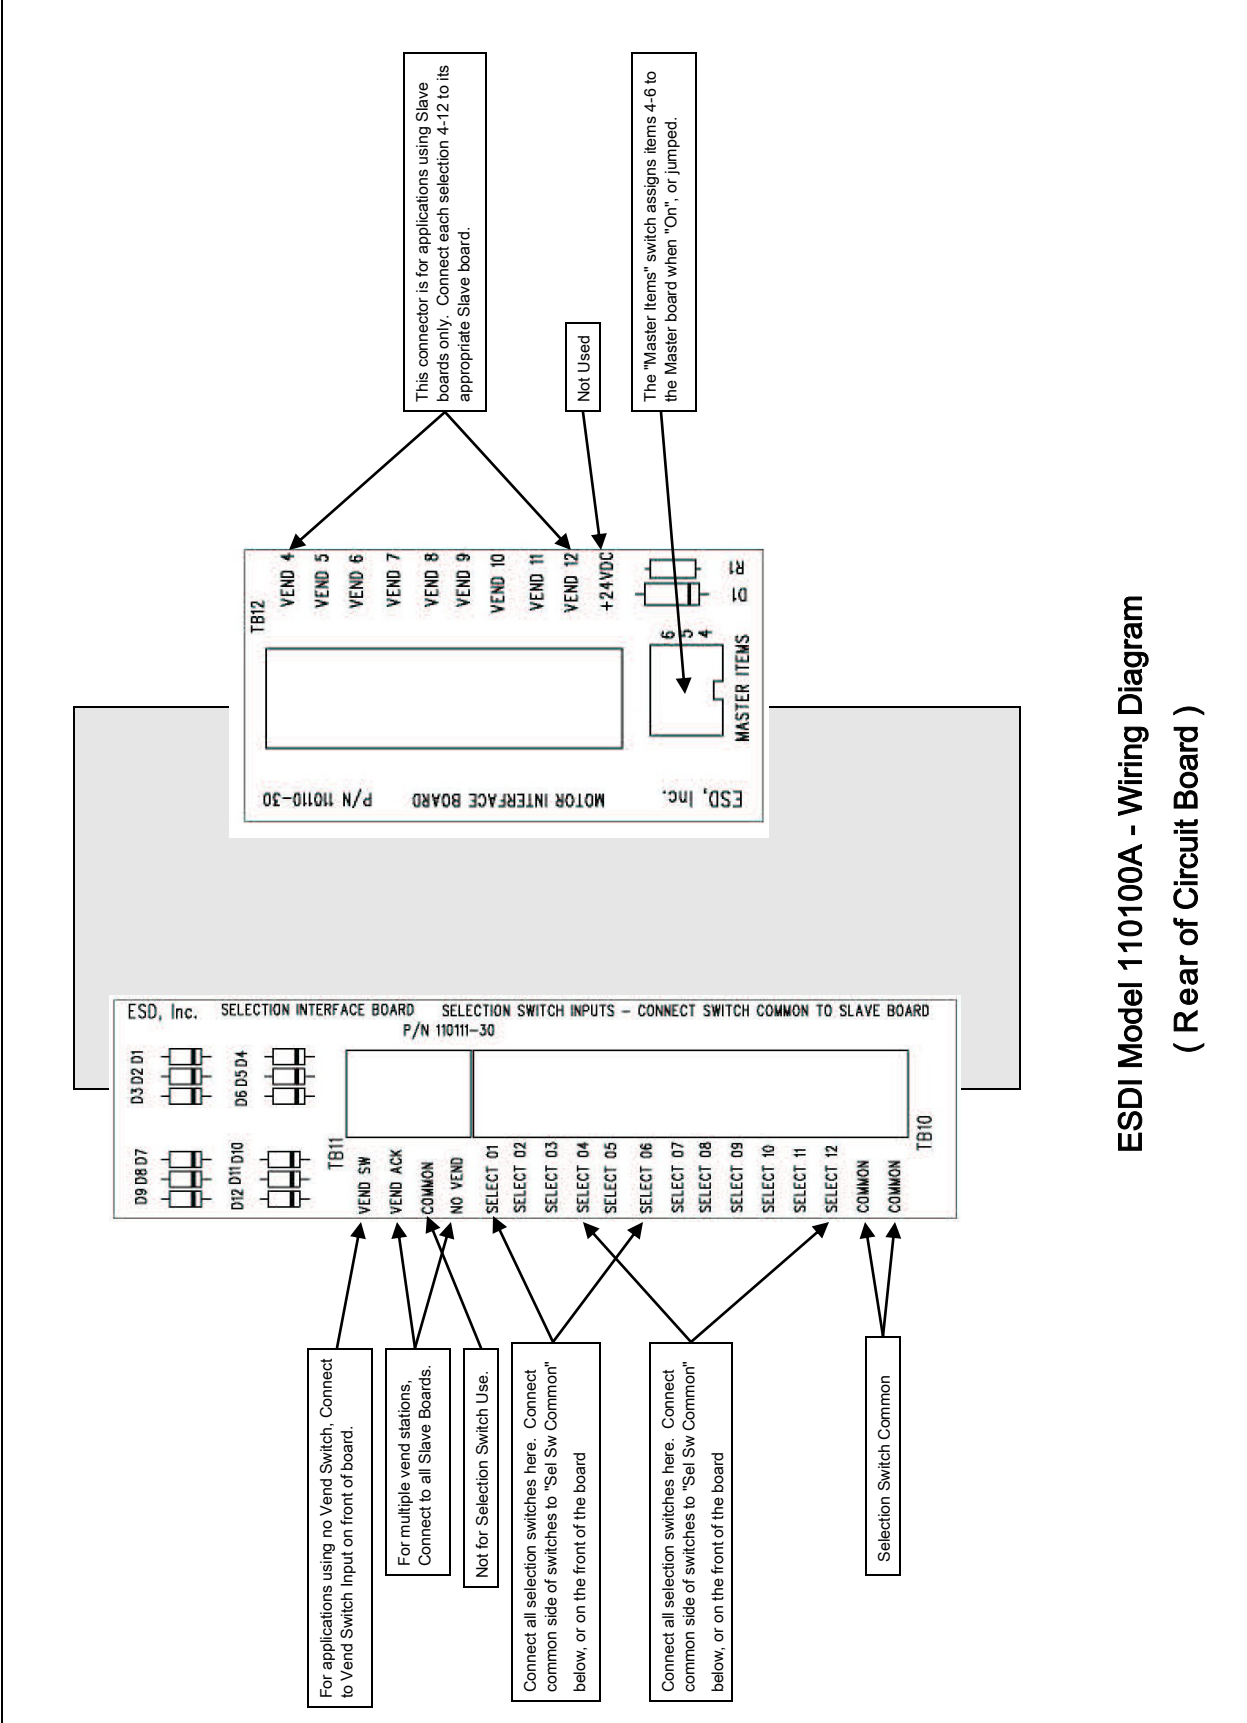 This connector is for applications using Slave
boards only. Connect each selection 4-12 to its
appropriate Slave board.
Not Used
The "Master Items" switch assigns items 4-6 to
the Master board when "On", or jumped.
TB12
VEND 4
VEND 5
VEND 6
VEND 7
VEND 8
VEND 9
VEND 10
VEND 11
VEND 12
+24VDC
R1
D1
6
5
4
MASTER ITEMS
P/N 110110-30
MOTOR INTERFACE BOARD
ESD, Inc.
ESD, Inc.
SELECTION INTERFACE BOARD
SELECTION SWITCH INPUTS - CONNECT SWITCH COMMON TO SLAVE BOARD
P/N 110111-30
D3 D2 D1
D6 D5 D4
D9 D8 D7
D12 D11 D10
TB11
VEND SW
VEND ACK
COMMON
NO VEND
SELECT 01
SELECT 02
SELECT 03
SELECT 04
SELECT 05
SELECT 06
SELECT 07
SELECT 08
SELECT 09
SELECT 10
SELECT 11
SELECT 12
COMMON
COMMON
TB10
For applications using no Vend Switch, Connect
to Vend Switch Input on front of board.
For multiple vend stations,
Connect to all Slave Boards.
Not for Selection Switch Use.
Connect all selection switches here. Connect
common side of switches to "Sel Sw Common"
below, or on the front of the board
Connect all selection switches here. Connect
common side of switches to "Sel Sw Common"
below, or on the front of the board
Selection Switch Common
ESDI Model 110100A - Wiring Diagram
( Rear of Circuit Board )